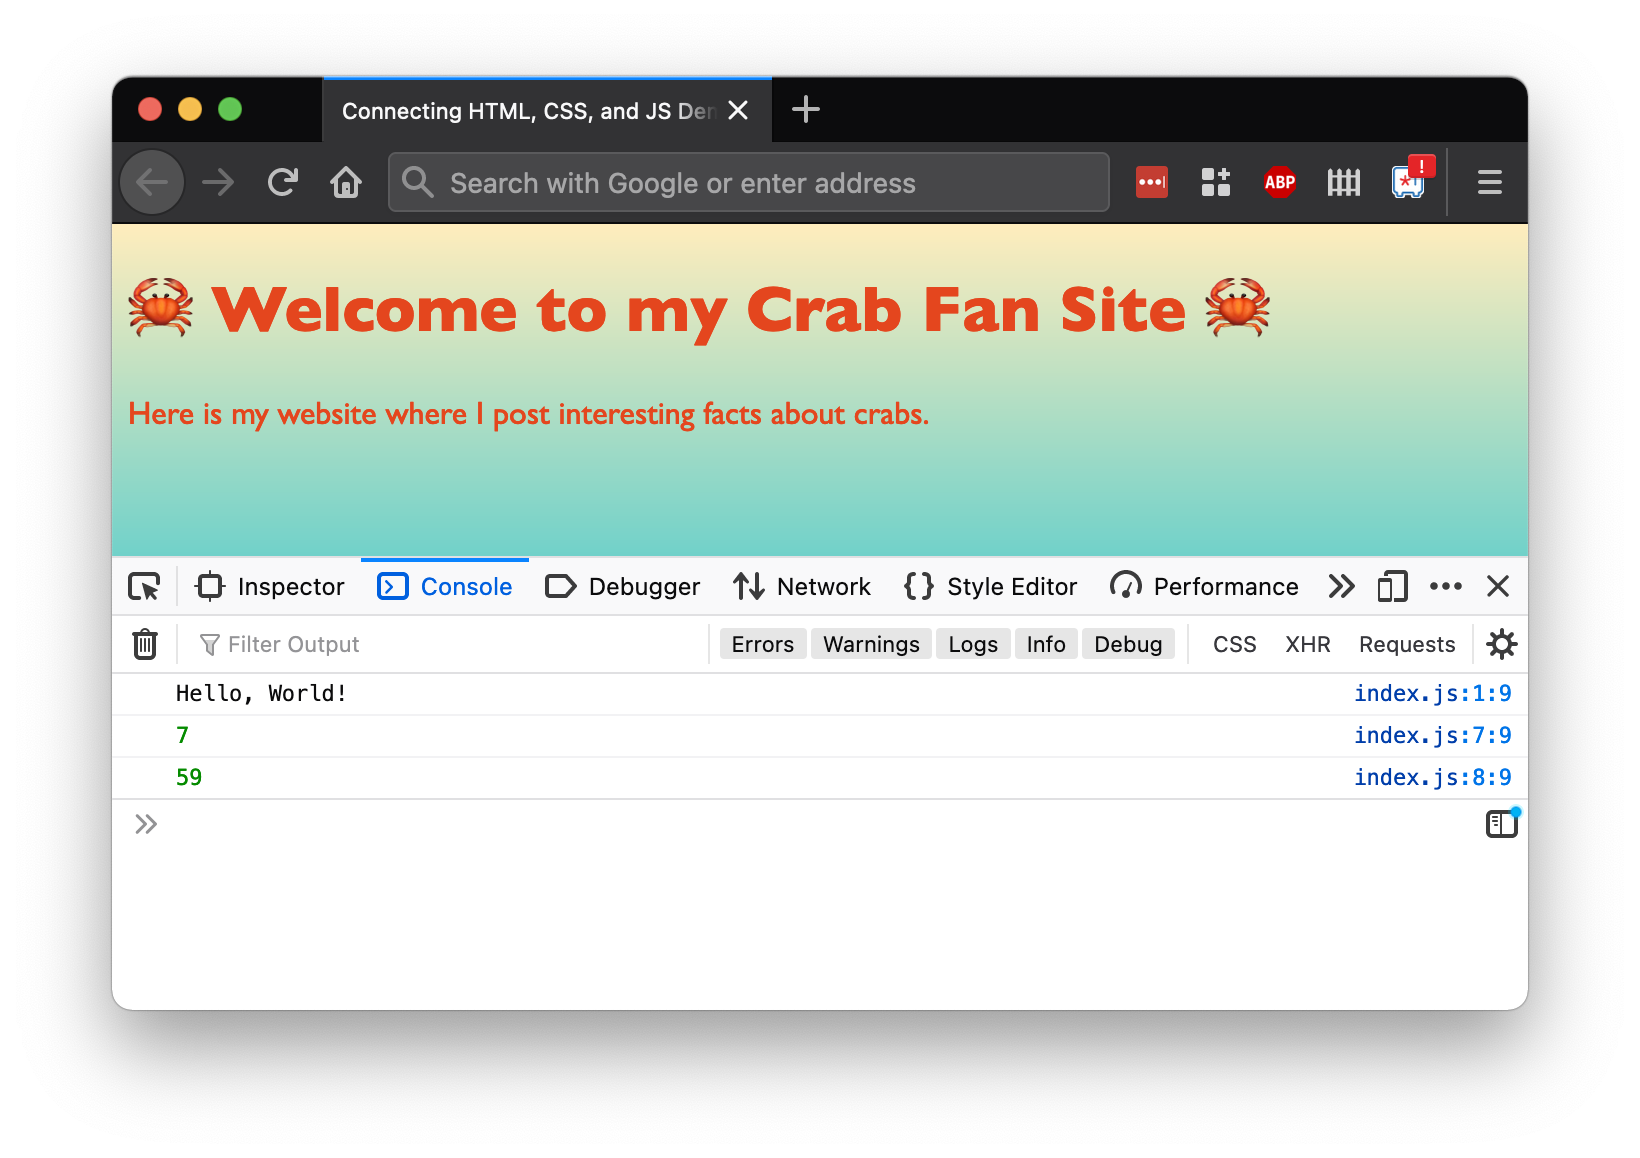 Connecting HTML, CSS, and JS Den
Search with Google or enter address
ABP
!
🦀 Welcome to my Crab Fan Site 🦀
Here is my website where I post interesting facts about crabs.
Inspector Console Debugger Network Style Editor Performance
Filter Output Errors Warnings Logs Info Debug CSS XHR Requests
Hello, World! index.js:1:9
7 index.js:7:9
59 index.js:8:9